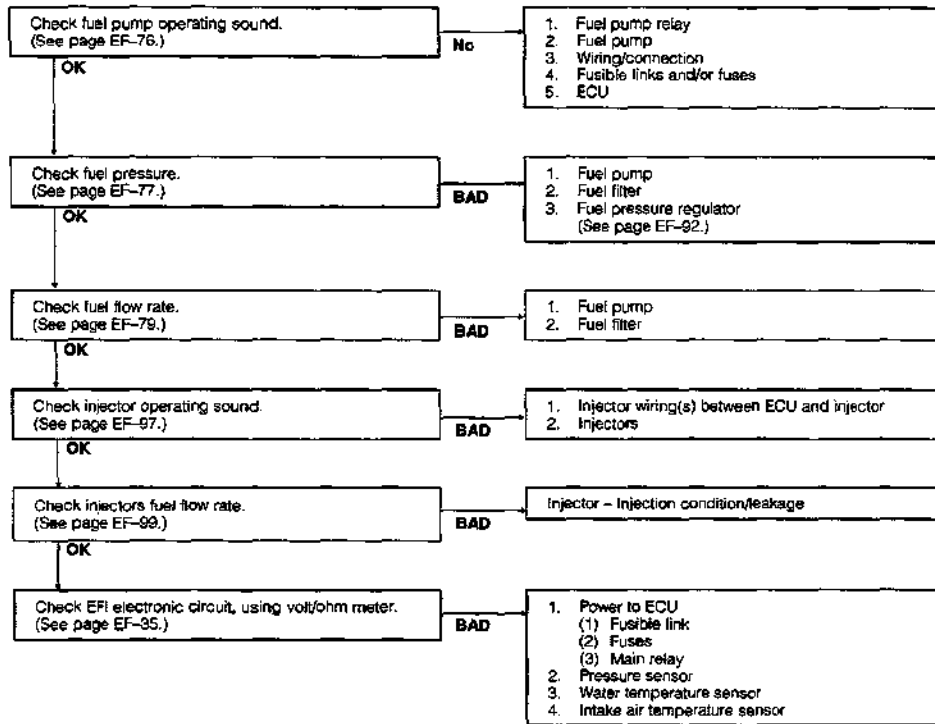 Check fuel pump operating sound.
(See page EF-76.)
No
1. Fuel pump relay
2. Fuel pump
3. Wiring/connection
4. Fusible links and/or fuses
5. ECU
OK
Check fuel pressure.
(See page EF-77.)
BAD
1. Fuel pump
2. Fuel filter
3. Fuel pressure regulator
(See page EF-92.)
OK
Check fuel flow rate.
(See page EF-79.)
BAD
1. Fuel pump
2. Fuel filter
OK
Check injector operating sound.
(See page EF-97.)
BAD
1. Injector wiring(s) between ECU and injector
2. Injectors
OK
Check injectors fuel flow rate.
(See page EF-99.)
BAD
Injector – Injection condition/leakage
OK
Check EFI electronic circuit, using volt/ohm meter.
(See page EF-35.)
BAD
1. Power to ECU
(1) Fusible link
(2) Fuses
(3) Main relay
2. Pressure sensor
3. Water temperature sensor
4. Intake air temperature sensor